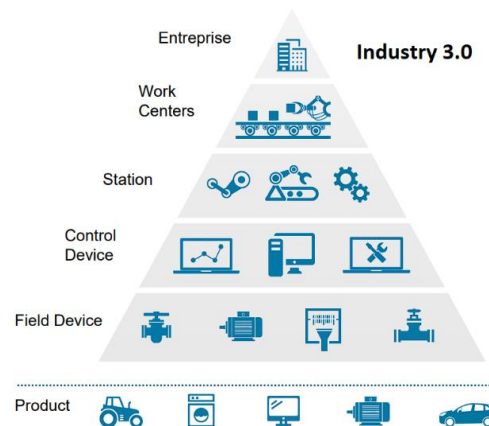 Entreprise
Industry 3.0
Work
Centers
Station
Control
Device
Field Device
Product